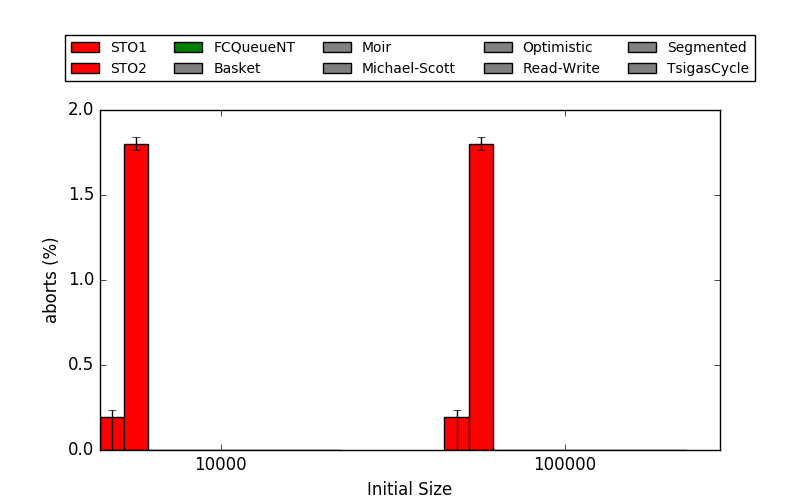 STO1 FCQueueNT Moir Optimistic Segmented
STO2 Basket Michael-Scott Read-Write TsigasCycle
2.0
1.5
1.0
0.5
0.0
aborts (%)
10000 100000
Initial Size